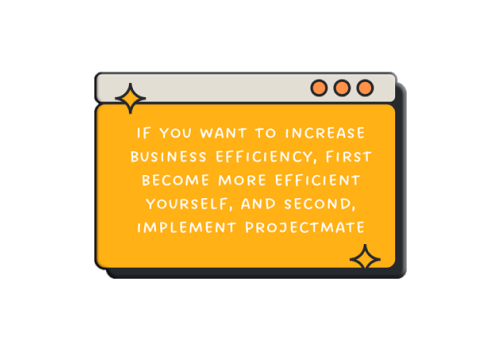 IF YOU WANT TO INCREASE
BUSINESS EFFICIENCY, FIRST
BECOME MORE EFFICIENT
YOURSELF, AND SECOND,
IMPLEMENT PROJECTMATE